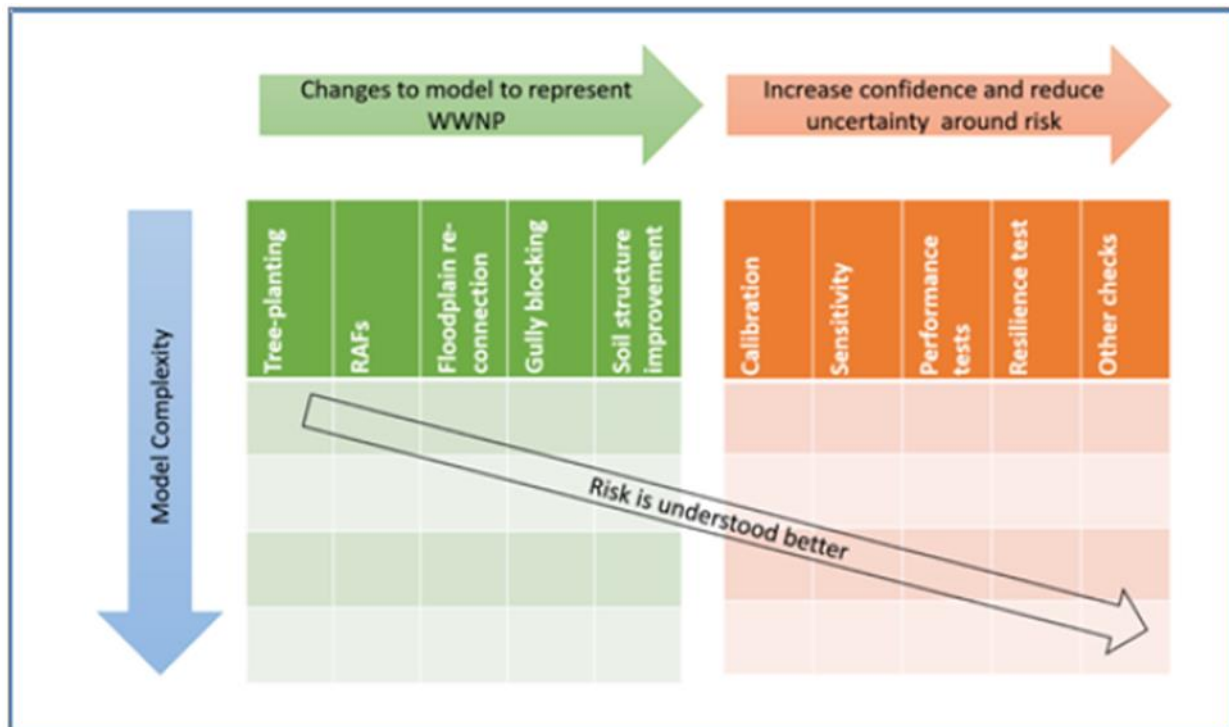 Changes to model to represent
WWNP
Increase confidence and reduce
uncertainty around risk
Model Complexity
Tree-planting
RAFs
Floodplain re-
connection
Gully blocking
Soil structure
improvement
Calibration
Sensitivity
Performance
tests
Resilience test
Other checks
Risk is understood better